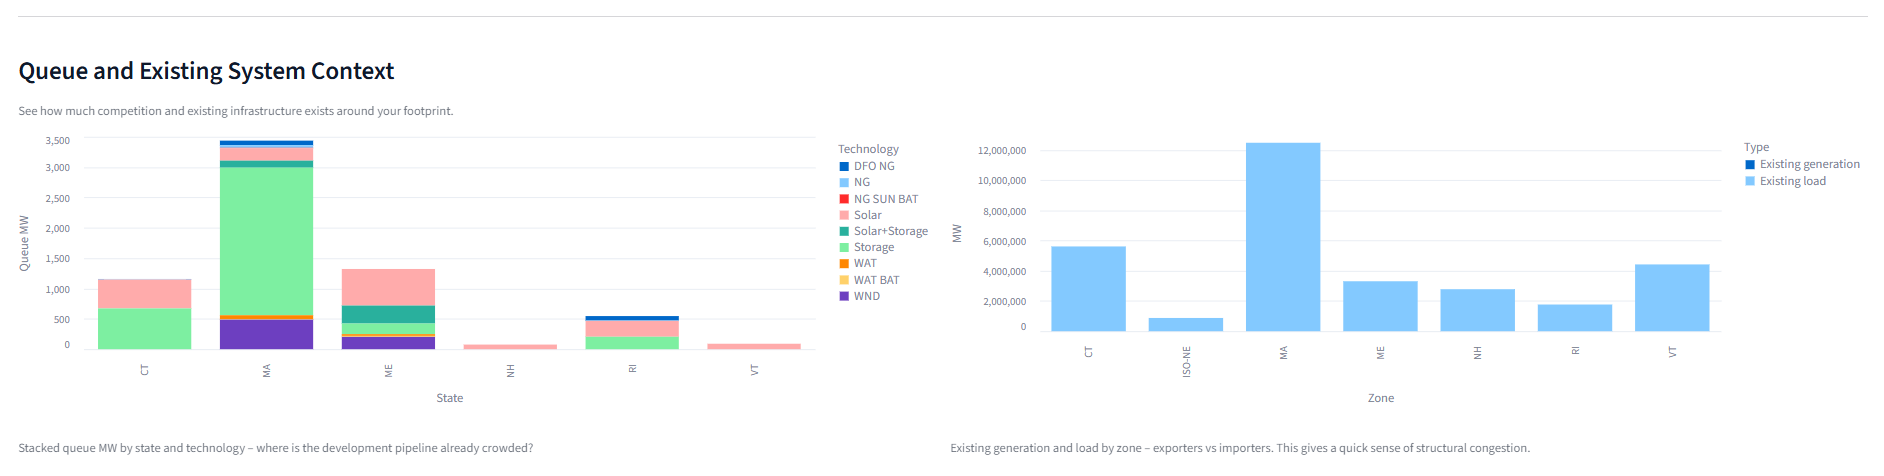 Queue and Existing System Context
See how much competition and existing infrastructure exists around your footprint.
Queue MW
3,500
3,000
2,500
2,000
1,500
1,000
500
0
CT
MA
ME
NH
RI
VT
State
Technology
DFO NG
NG
NG SUN BAT
Solar
Solar+Storage
Storage
WAT
WAT BAT
WND
Stacked queue MW by state and technology – where is the development pipeline already crowded?
MW
12,000,000
10,000,000
8,000,000
6,000,000
4,000,000
2,000,000
0
CT
ISO-NE
MA
ME
NH
RI
VT
Zone
Type
Existing generation
Existing load
Existing generation and load by zone – exporters vs importers. This gives a quick sense of structural congestion.